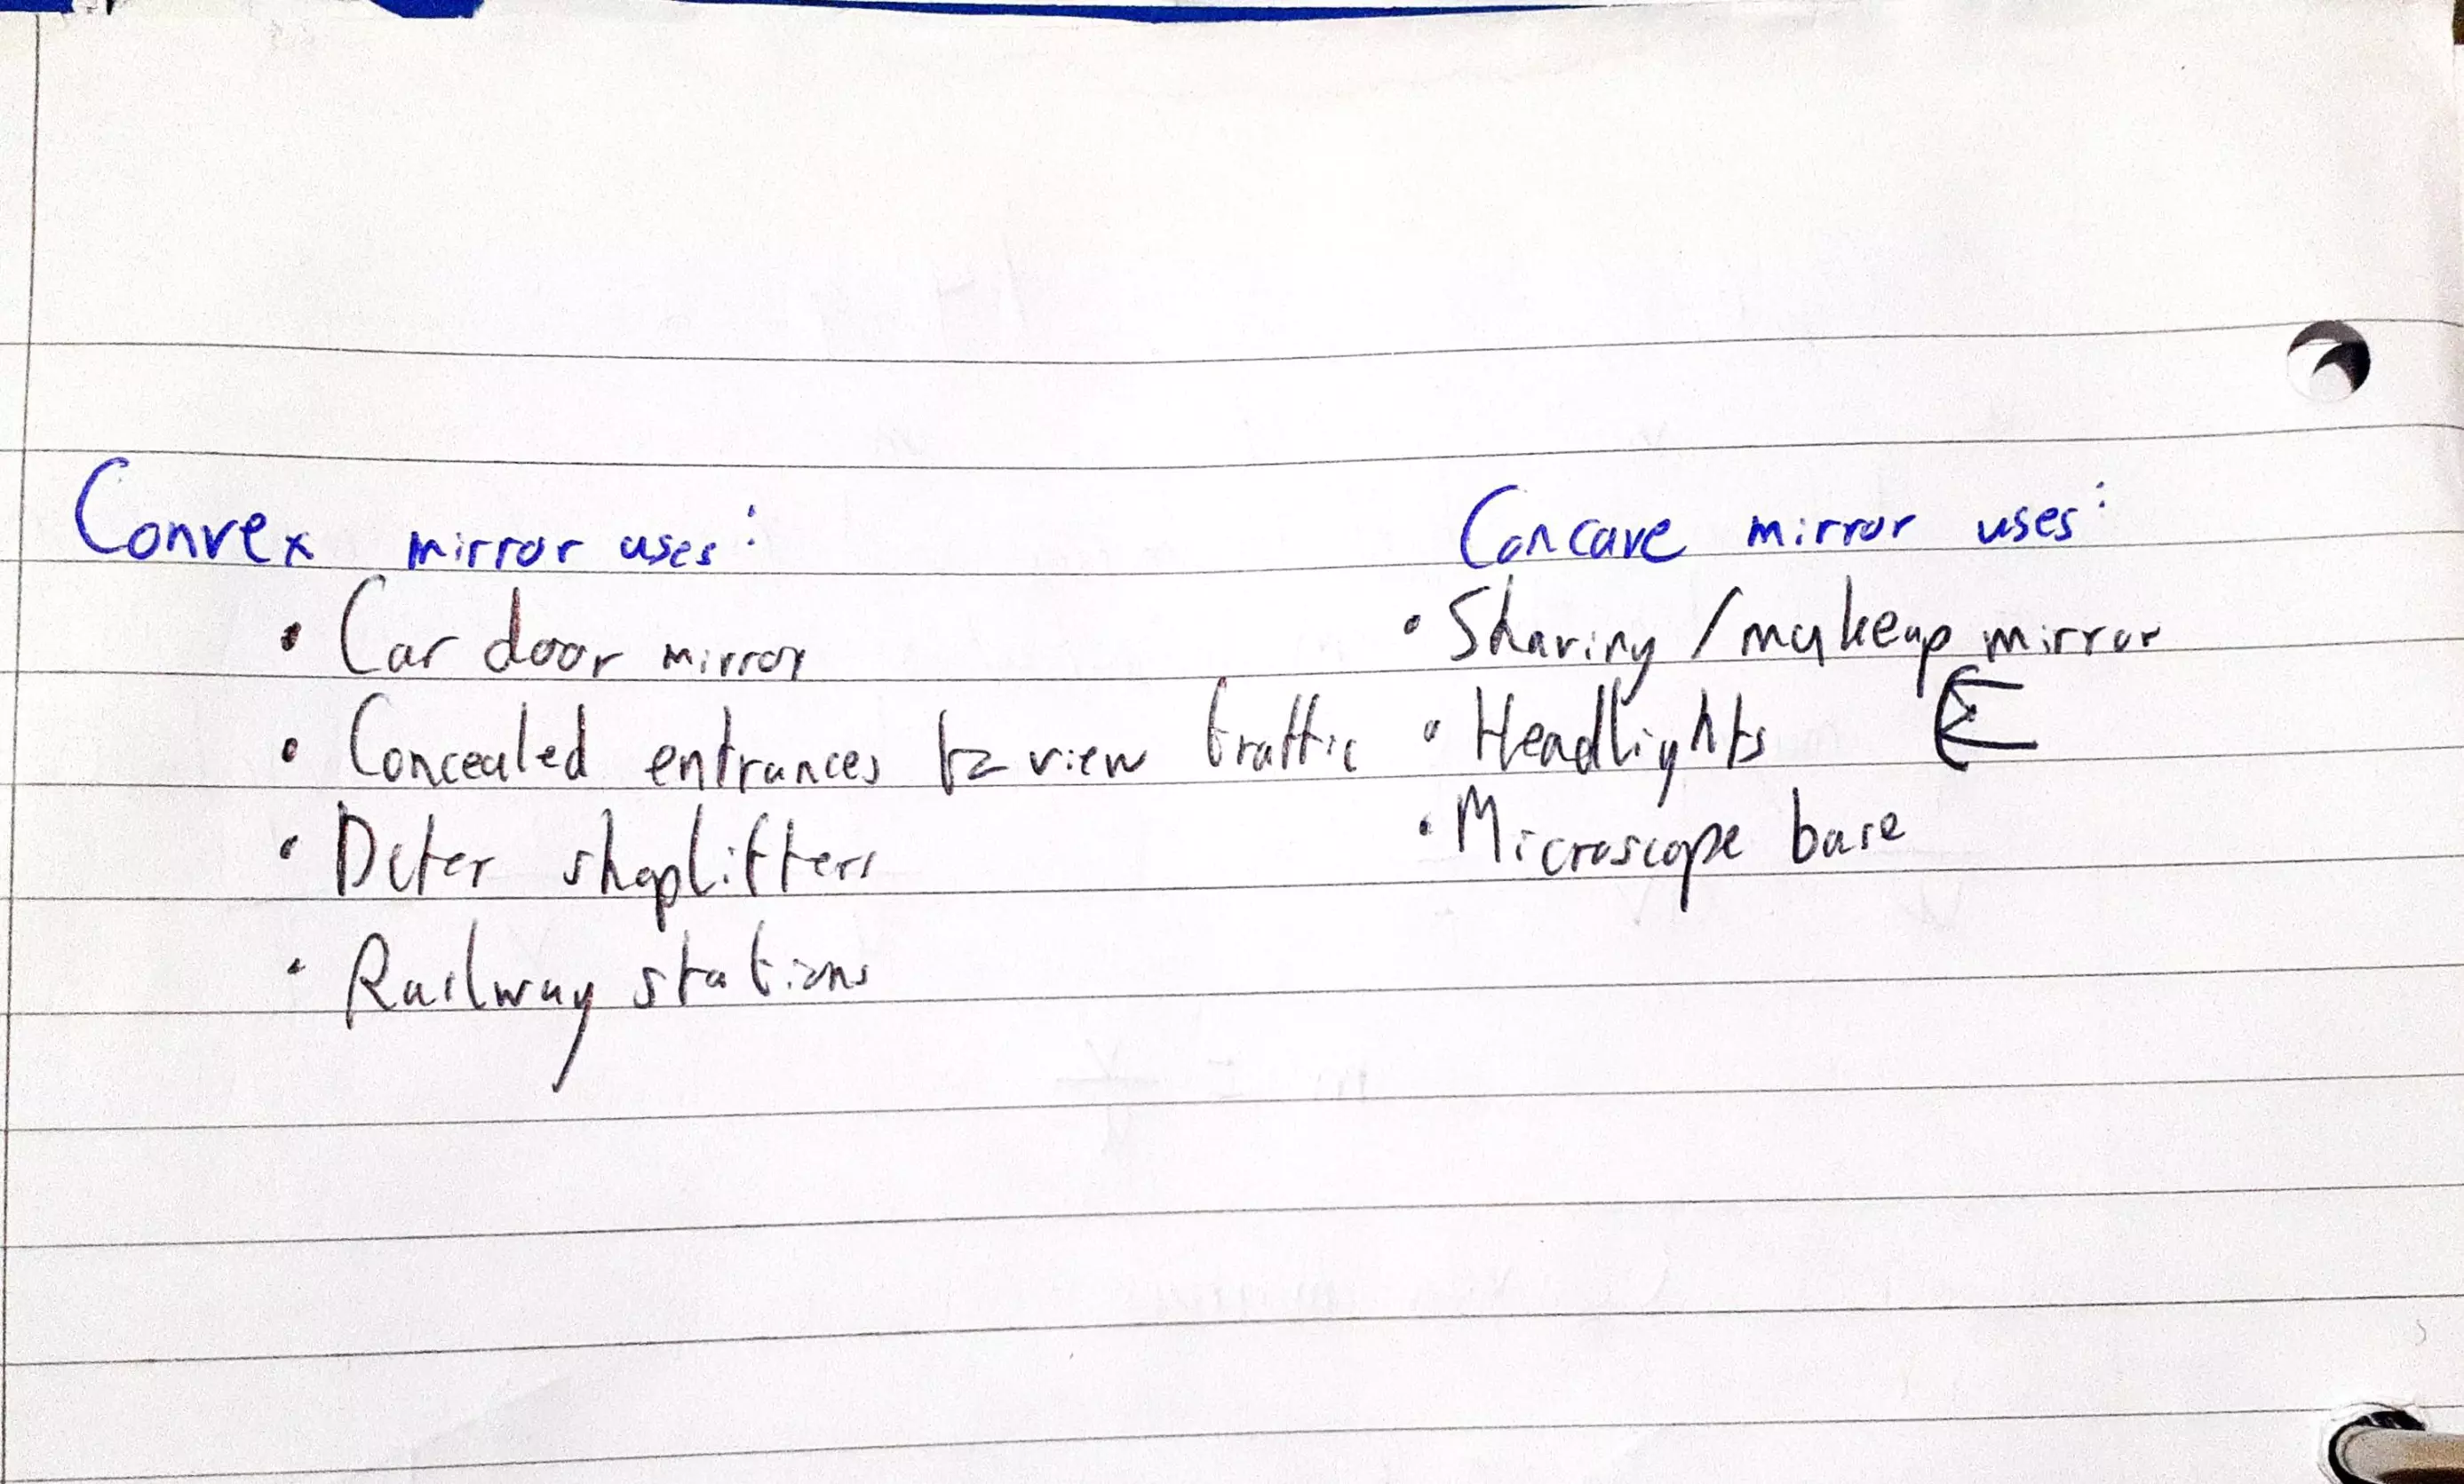 Convex mirror uses:
• Car door mirror
• Concealed entrances to view traffic
• Deter shoplifters
• Railway stations
Concave mirror uses:
• Shaving / makeup mirror
• Headlights
• Microscope base